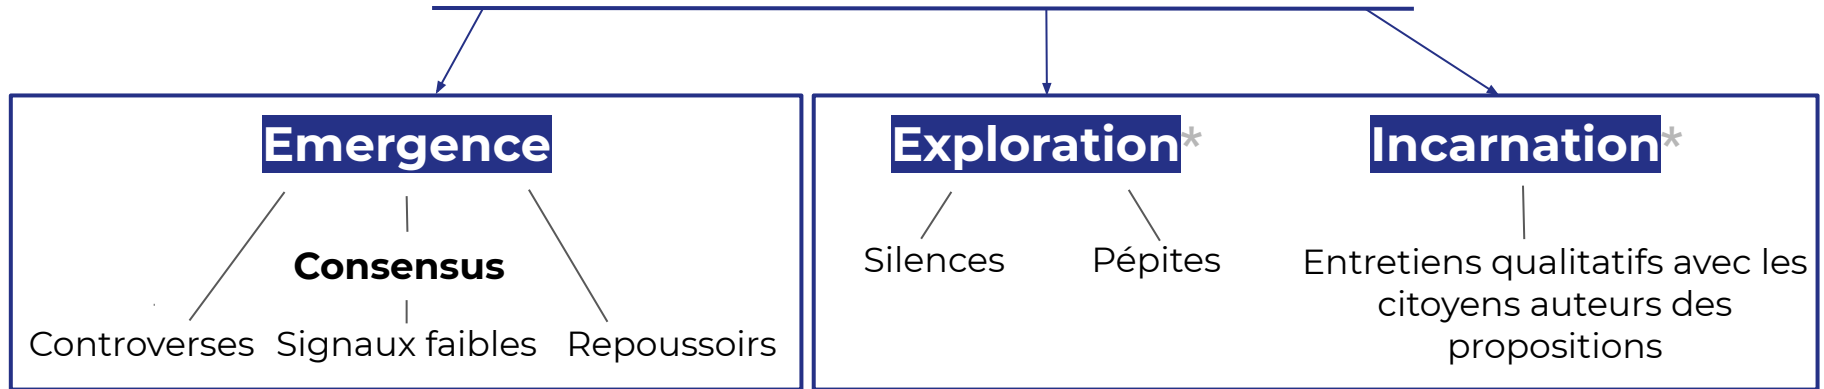 Emergence
Consensus
Controverses
Signaux faibles
Repoussoirs
Exploration*
Silences
Pépites
Incarnation*
Entretiens qualitatifs avec les
citoyens auteurs des
propositions